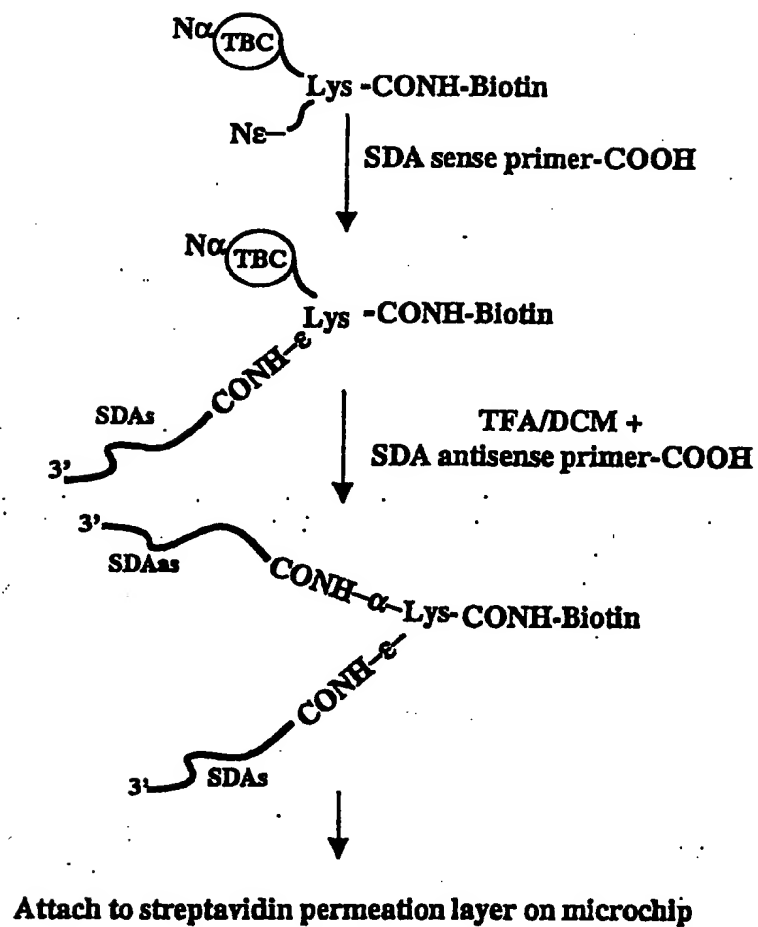 Nα TBC
Lys -CONH-Biotin
Nε
SDA sense primer-COOH
Nα TBC
Lys -CONH-Biotin
CONH-ε
SDAs
3'
TFA/DCM +
SDA antisense primer-COOH
3'
SDAas
CONH-α-Lys-CONH-Biotin
CONH-ε
3' SDAs
Attach to streptavidin permeation layer on microchip